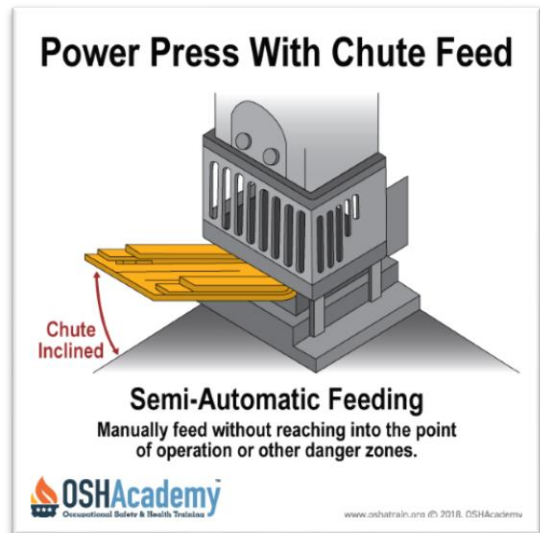 Power Press With Chute Feed
Chute
Inclined
Semi-Automatic Feeding
Manually feed without reaching into the point
of operation or other danger zones.
OSHAcademy™
Occupational Safety & Health Training
www.oshatrain.org © 2018, OSHAcademy